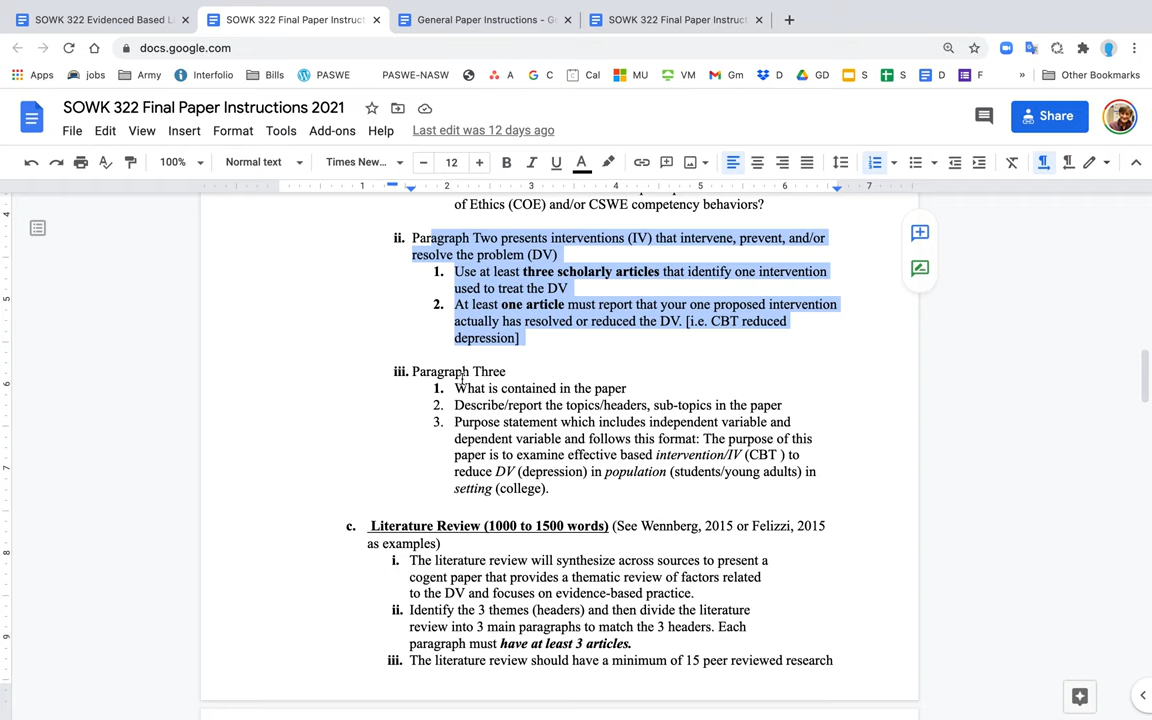 SOWK 322 Evidenced Based Li
SOWK 322 Final Paper Instruct
General Paper Instructions - G
SOWK 322 Final Paper Instruct
docs.google.com
Apps
jobs
Army
Interfolio
Bills
PASWE
PASWE-NASW
A
C
Cal
MU
VM
Gm
D
GD
S
S
D
F
»
Other Bookmarks
SOWK 322 Final Paper Instructions 2021
File Edit View Insert Format Tools Add-ons Help Last edit was 12 days ago
Share
100% Normal text Times New... 12 B I U A
1 2 3 4 5 6 7
of Ethics (COE) and/or CSWE competency behaviors?
ii. Paragraph Two presents interventions (IV) that intervene, prevent, and/or
resolve the problem (DV)
1. Use at least three scholarly articles that identify one intervention
used to treat the DV
2. At least one article must report that your one proposed intervention
actually has resolved or reduced the DV. [i.e. CBT reduced
depression]
iii. Paragraph Three
1. What is contained in the paper
2. Describe/report the topics/headers, sub-topics in the paper
3. Purpose statement which includes independent variable and
dependent variable and follows this format: The purpose of this
paper is to examine effective based intervention/IV (CBT ) to
reduce DV (depression) in population (students/young adults) in
setting (college).
c. Literature Review (1000 to 1500 words) (See Wennberg, 2015 or Felizzi, 2015
as examples)
i. The literature review will synthesize across sources to present a
cogent paper that provides a thematic review of factors related
to the DV and focuses on evidence-based practice.
ii. Identify the 3 themes (headers) and then divide the literature
review into 3 main paragraphs to match the 3 headers. Each
paragraph must have at least 3 articles.
iii. The literature review should have a minimum of 15 peer reviewed research